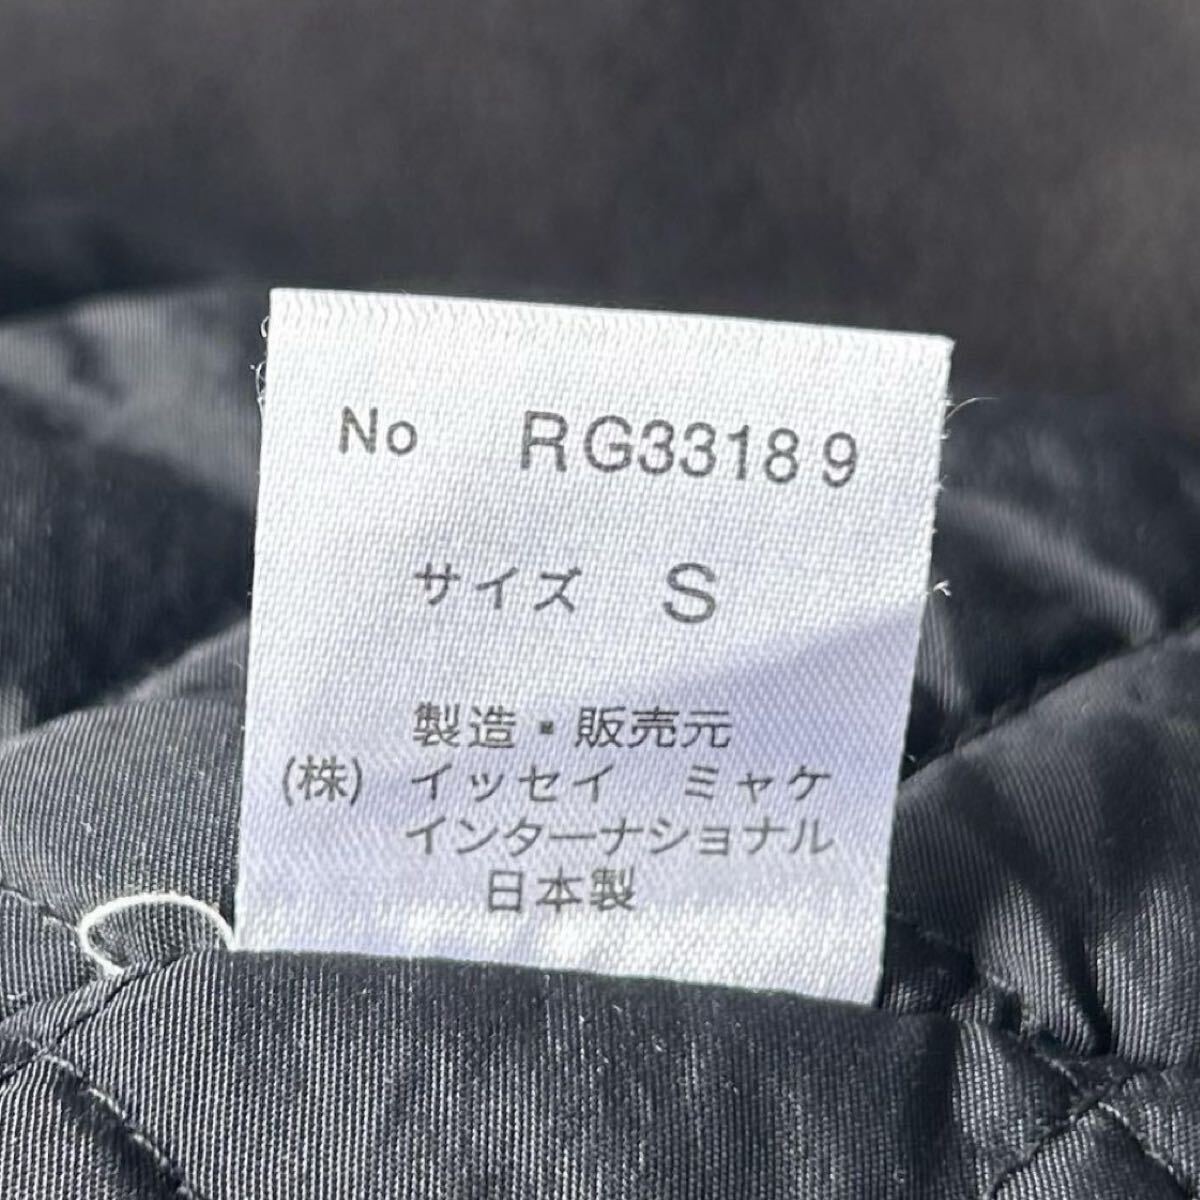 No RG33189
サイズ S
製造・販売元
(株) イッセイ ミャケ
インターナショナル
日本製